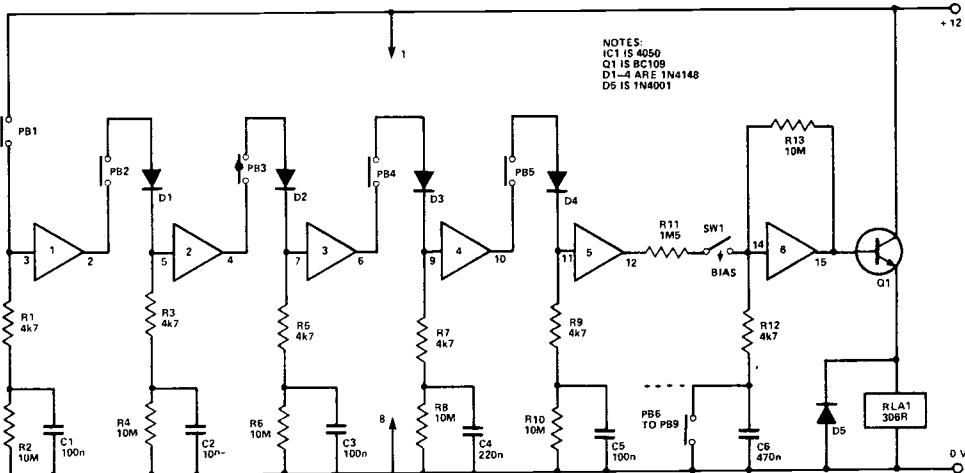 + 12
1
NOTES:
IC1 IS 4050
Q1 IS BC109
D1–4 ARE 1N4148
D5 IS 1N4001
PB1
PB2
D1
PB3
D2
PB4
D3
PB5
D4
R13
10M
R11
1M5
SW1
BIAS
3
1
2
5
2
4
7
3
6
9
4
10
11
5
12
14
6
15
Q1
R1
4k7
R3
4k7
R5
4k7
R7
4k7
R9
4k7
R12
4k7
R2
10M
C1
100n
R4
10M
C2
R6
10M
C3
100n
8
R8
10M
C4
220n
R10
10M
C5
100n
PB6
TO PB9
C6
470n
D5
RLA1
306R
0 V